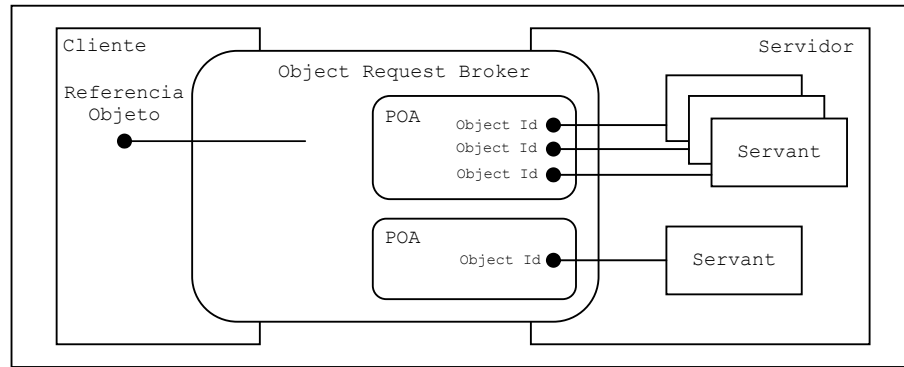 Cliente
Servidor
Object Request Broker
Referencia
Objeto
POA
Object Id
Object Id
Object Id
Servant
POA
Object Id
Servant